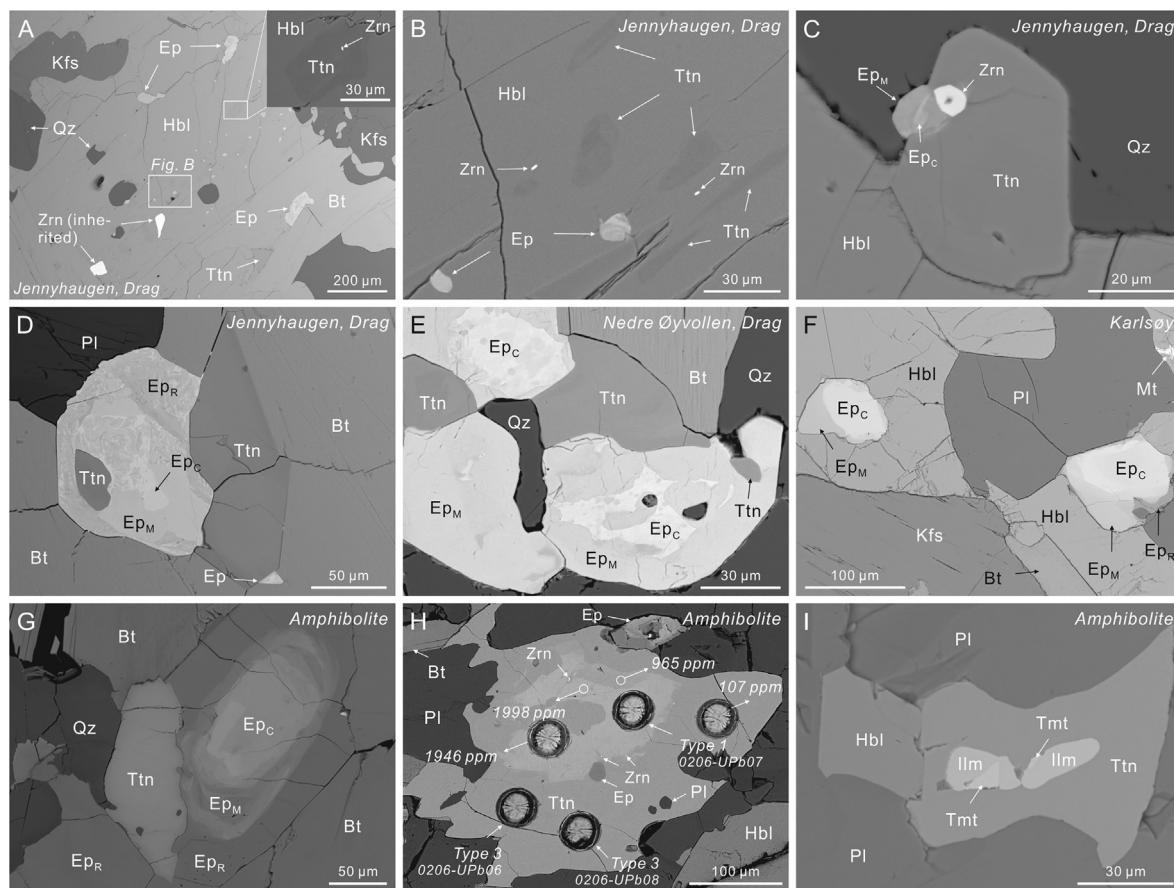 A
Ep
Kfs
Hbl
Zrn
Ttn
30 µm
Hbl
Qz
Kfs
Fig. B
Ep
Bt
Zrn (inhe-
rited)
Ttn
Jennyhaugen, Drag
200 µm
B
Jennyhaugen, Drag
Hbl
Ttn
Zrn
Zrn
Ep
Ttn
30 µm
C
Jennyhaugen, Drag
EpM
Zrn
EpC
Qz
Ttn
Hbl
20 µm
D
Jennyhaugen, Drag
Pl
EpR
Bt
Ttn
EpC
Ttn
EpM
Bt
Ep
50 µm
E
Nedre Øyvollen, Drag
EpC
Bt
Qz
Ttn
Ttn
Qz
EpM
Ttn
EpC
EpM
30 µm
F
Karlsøy
Hbl
Pl
Mt
EpC
EpM
EpC
Hbl
Kfs
EpR
Bt
EpM
100 µm
G
Amphibolite
Bt
EpC
Qz
Ttn
EpM
Bt
EpR
EpR
50 µm
H
Amphibolite
Ep
Bt
Zrn
965 ppm
107 ppm
Pl
1998 ppm
1946 ppm
Type 1
0206-UPb07
Zrn
Ep
Ttn
Pl
Type 3
0206-UPb06
Type 3
0206-UPb08
Hbl
100 µm
I
Amphibolite
Pl
Tmt
Hbl
Ilm
Ilm
Ttn
Tmt
Pl
30 µm